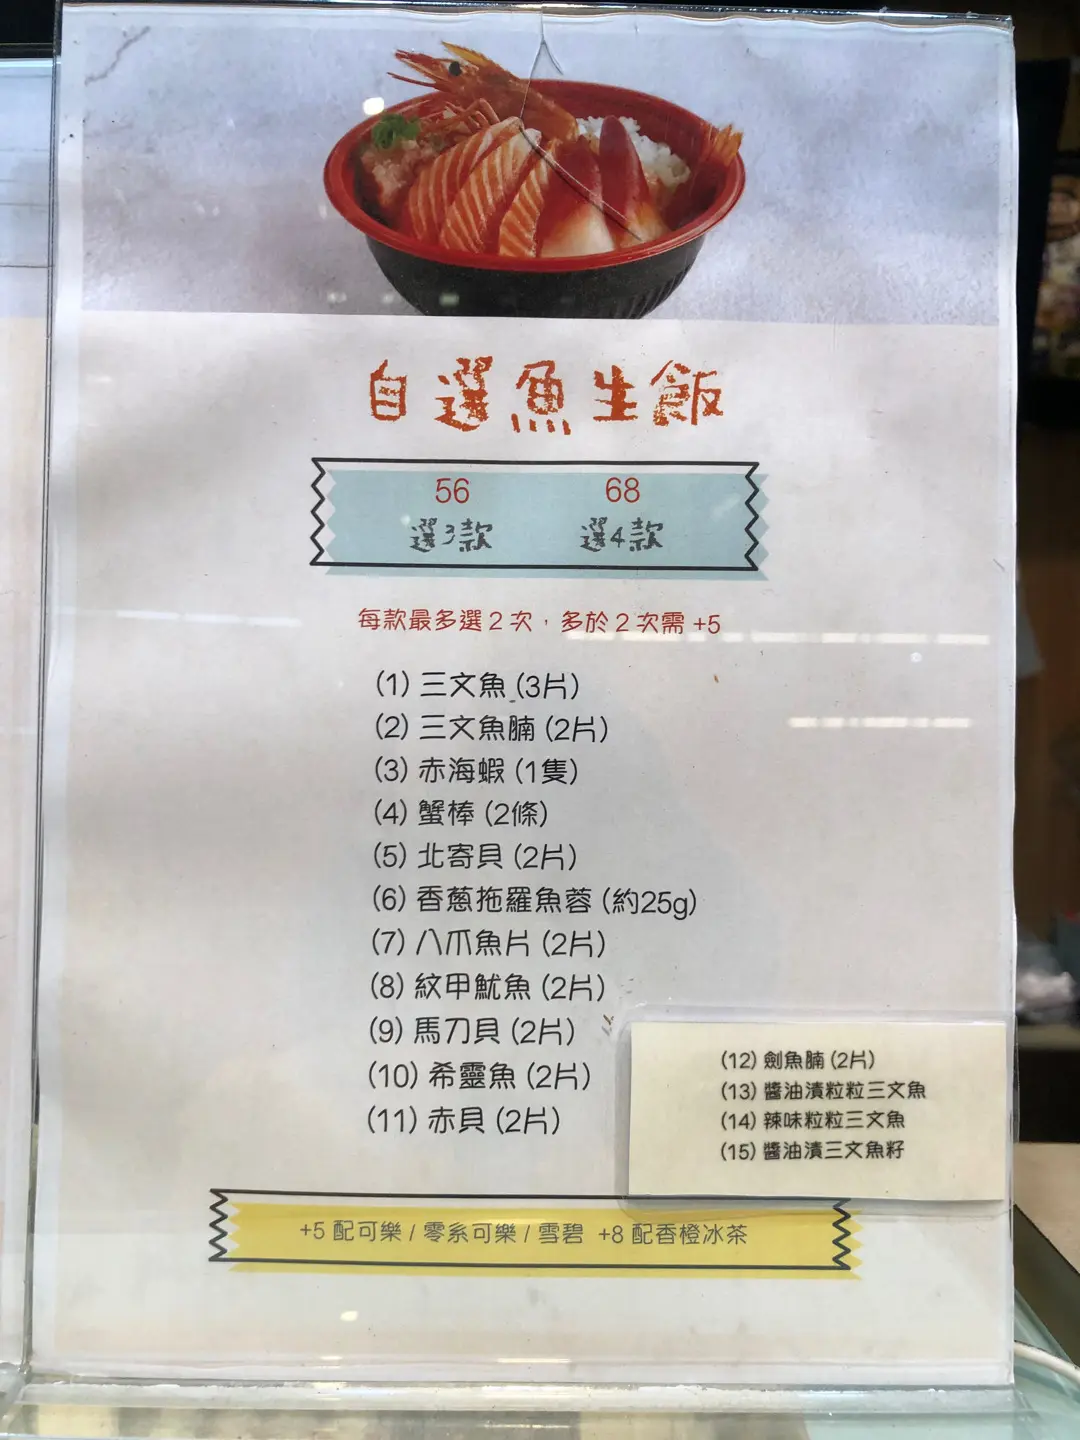 自選魚生飯
56 68
選3款 選4款
每款最多選2次，多於2次需 +5
(1) 三文魚 (3片)
(2) 三文魚腩 (2片)
(3) 赤海蝦 (1隻)
(4) 蟹棒 (2條)
(5) 北寄貝 (2片)
(6) 香蔥拖羅魚蓉 (約25g)
(7) 八爪魚片 (2片)
(8) 紋甲魷魚 (2片)
(9) 馬刀貝 (2片)
(10) 希靈魚 (2片)
(11) 赤貝 (2片)
(12) 劍魚腩 (2片)
(13) 醬油漬粒粒三文魚
(14) 辣味粒粒三文魚
(15) 醬油漬三文魚籽
+5 配可樂 / 零系可樂 / 雪碧 +8 配香橙冰茶